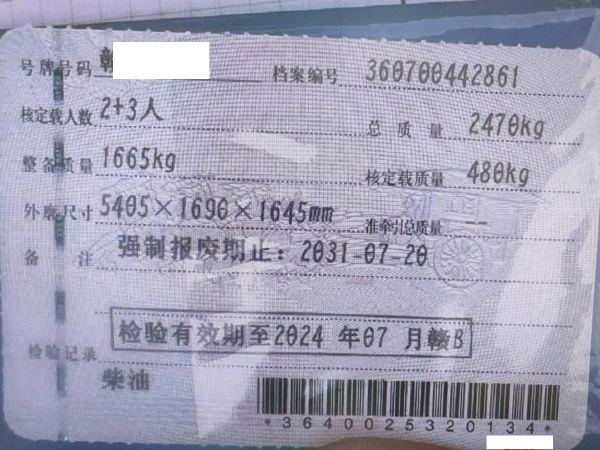 号牌号码 赣 档案编号 360700442861
核定载人数 2+3人 总质量 2470kg
整备质量 1665kg 核定载质量 480kg
外廓尺寸 5405×1690×1645mm 准牵引总质量
备注 强制报废期止：2031-07-20
检验有效期至2024 年07 月赣B
检验记录
柴油
*3640025320134*